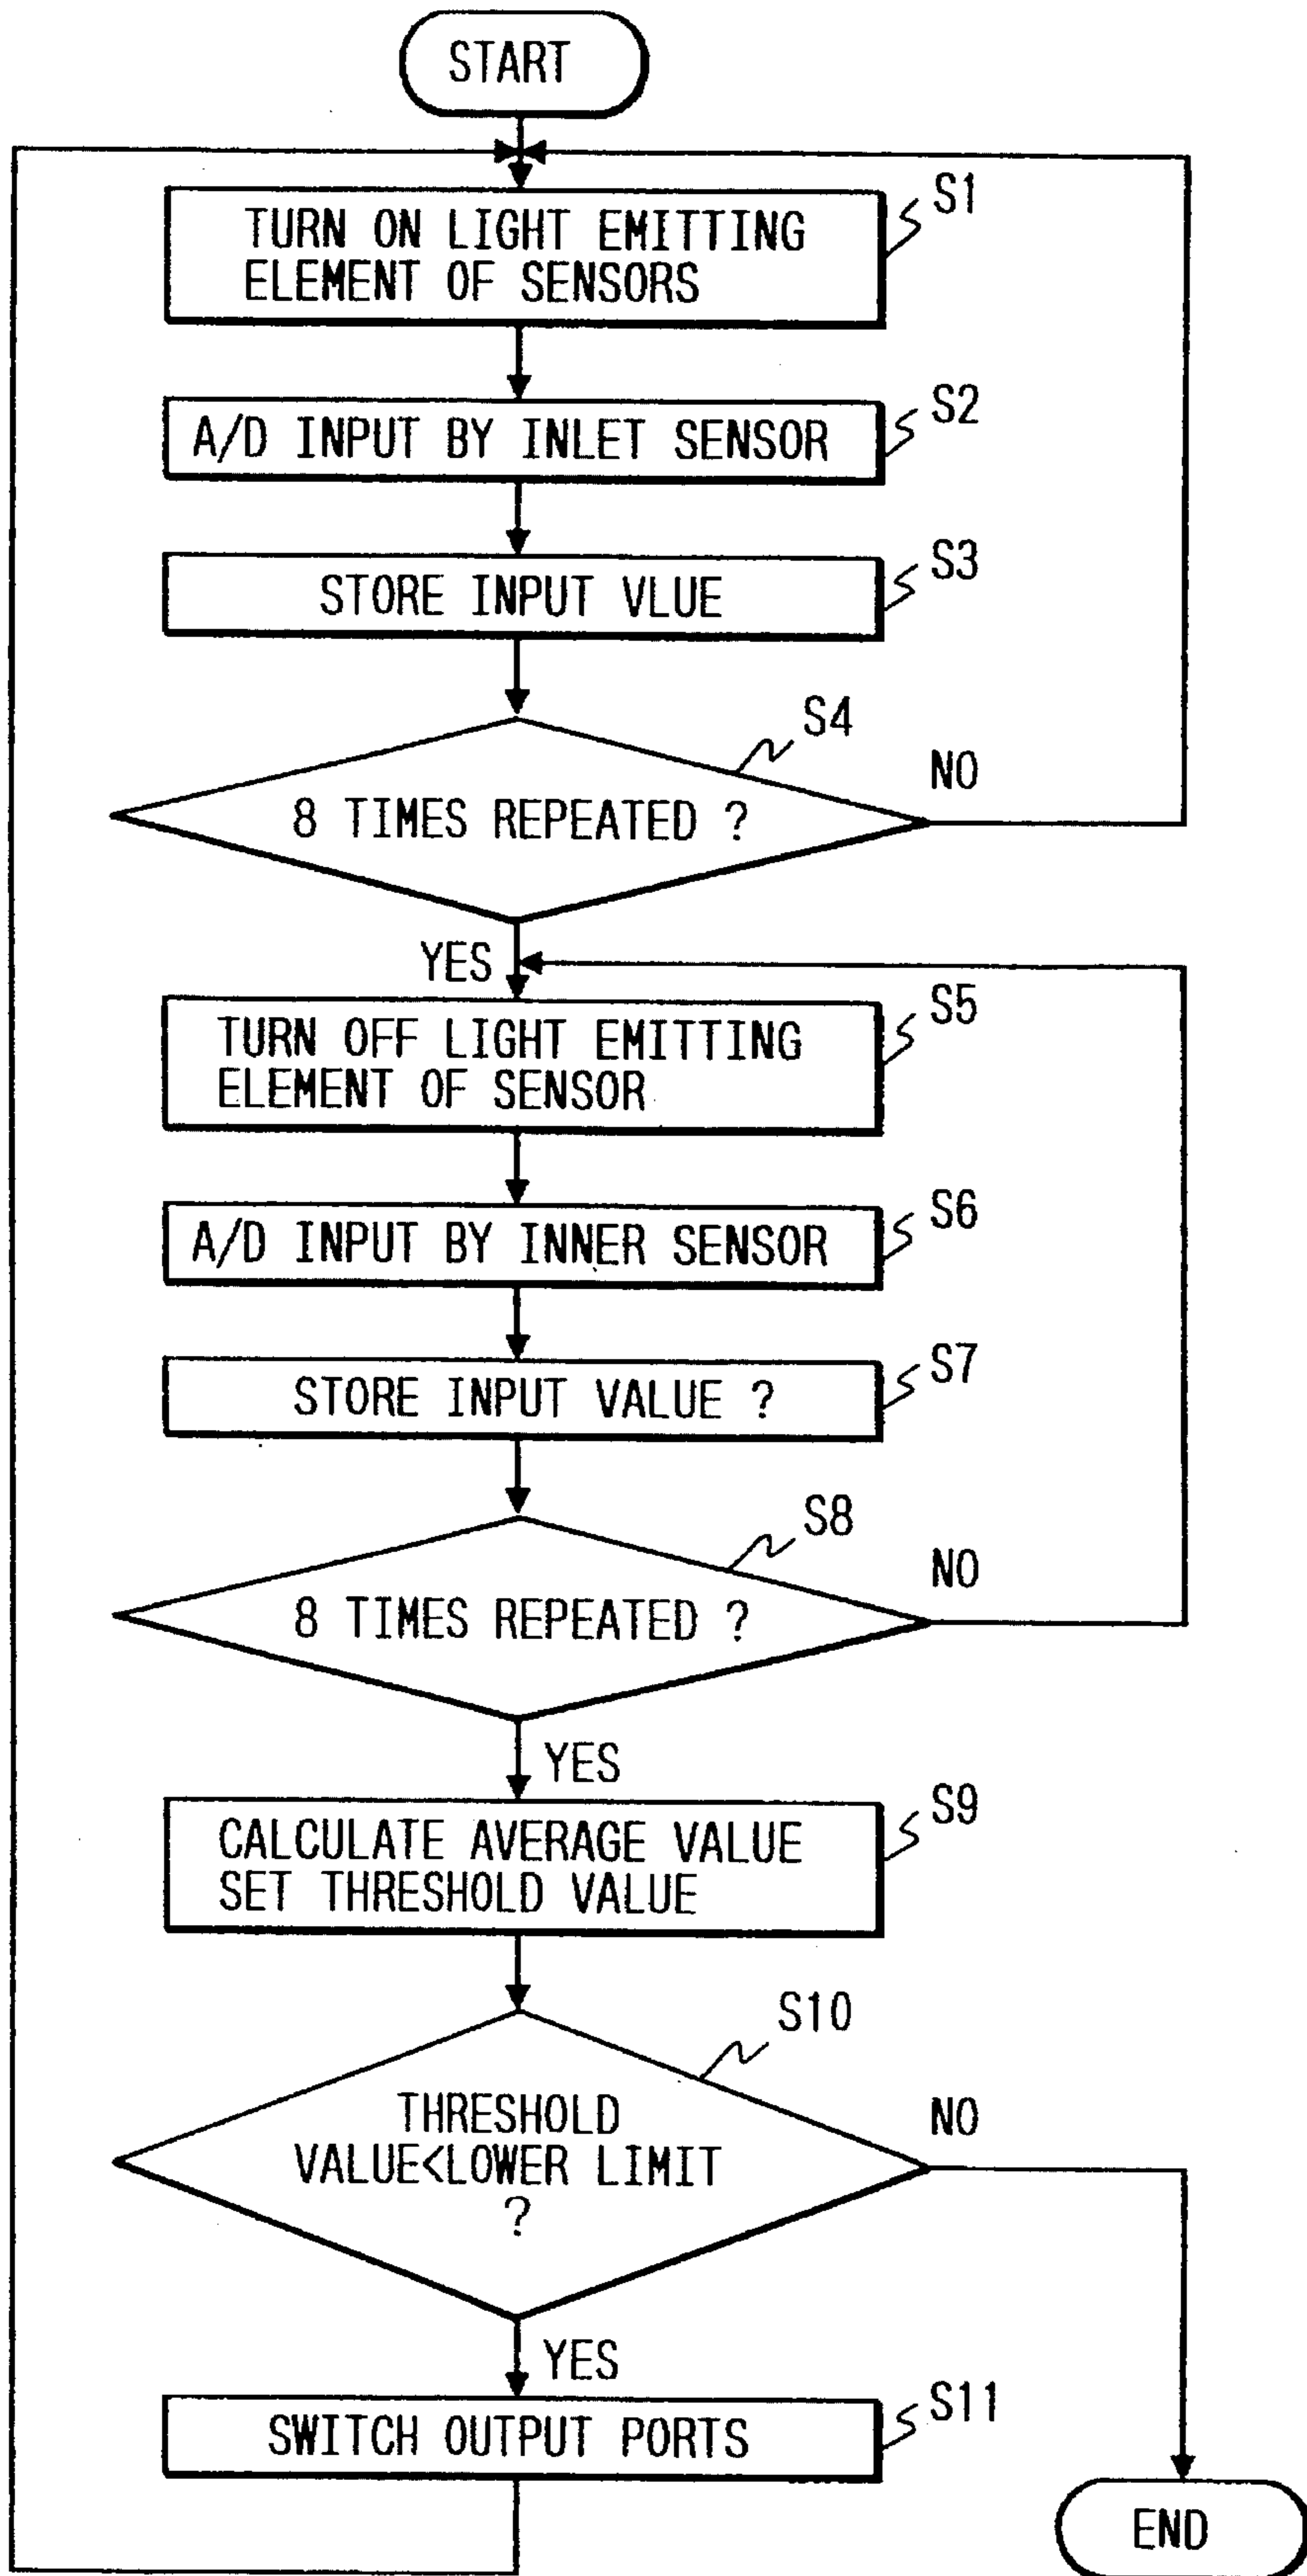 START
S1
TURN ON LIGHT EMITTING
ELEMENT OF SENSORS
S2
A/D INPUT BY INLET SENSOR
S3
STORE INPUT VLUE
S4
NO
8 TIMES REPEATED ?
YES
S5
TURN OFF LIGHT EMITTING
ELEMENT OF SENSOR
S6
A/D INPUT BY INNER SENSOR
S7
STORE INPUT VALUE ?
S8
NO
8 TIMES REPEATED ?
YES
S9
CALCULATE AVERAGE VALUE
SET THRESHOLD VALUE
S10
NO
THRESHOLD
VALUE<LOWER LIMIT
?
YES
S11
SWITCH OUTPUT PORTS
END